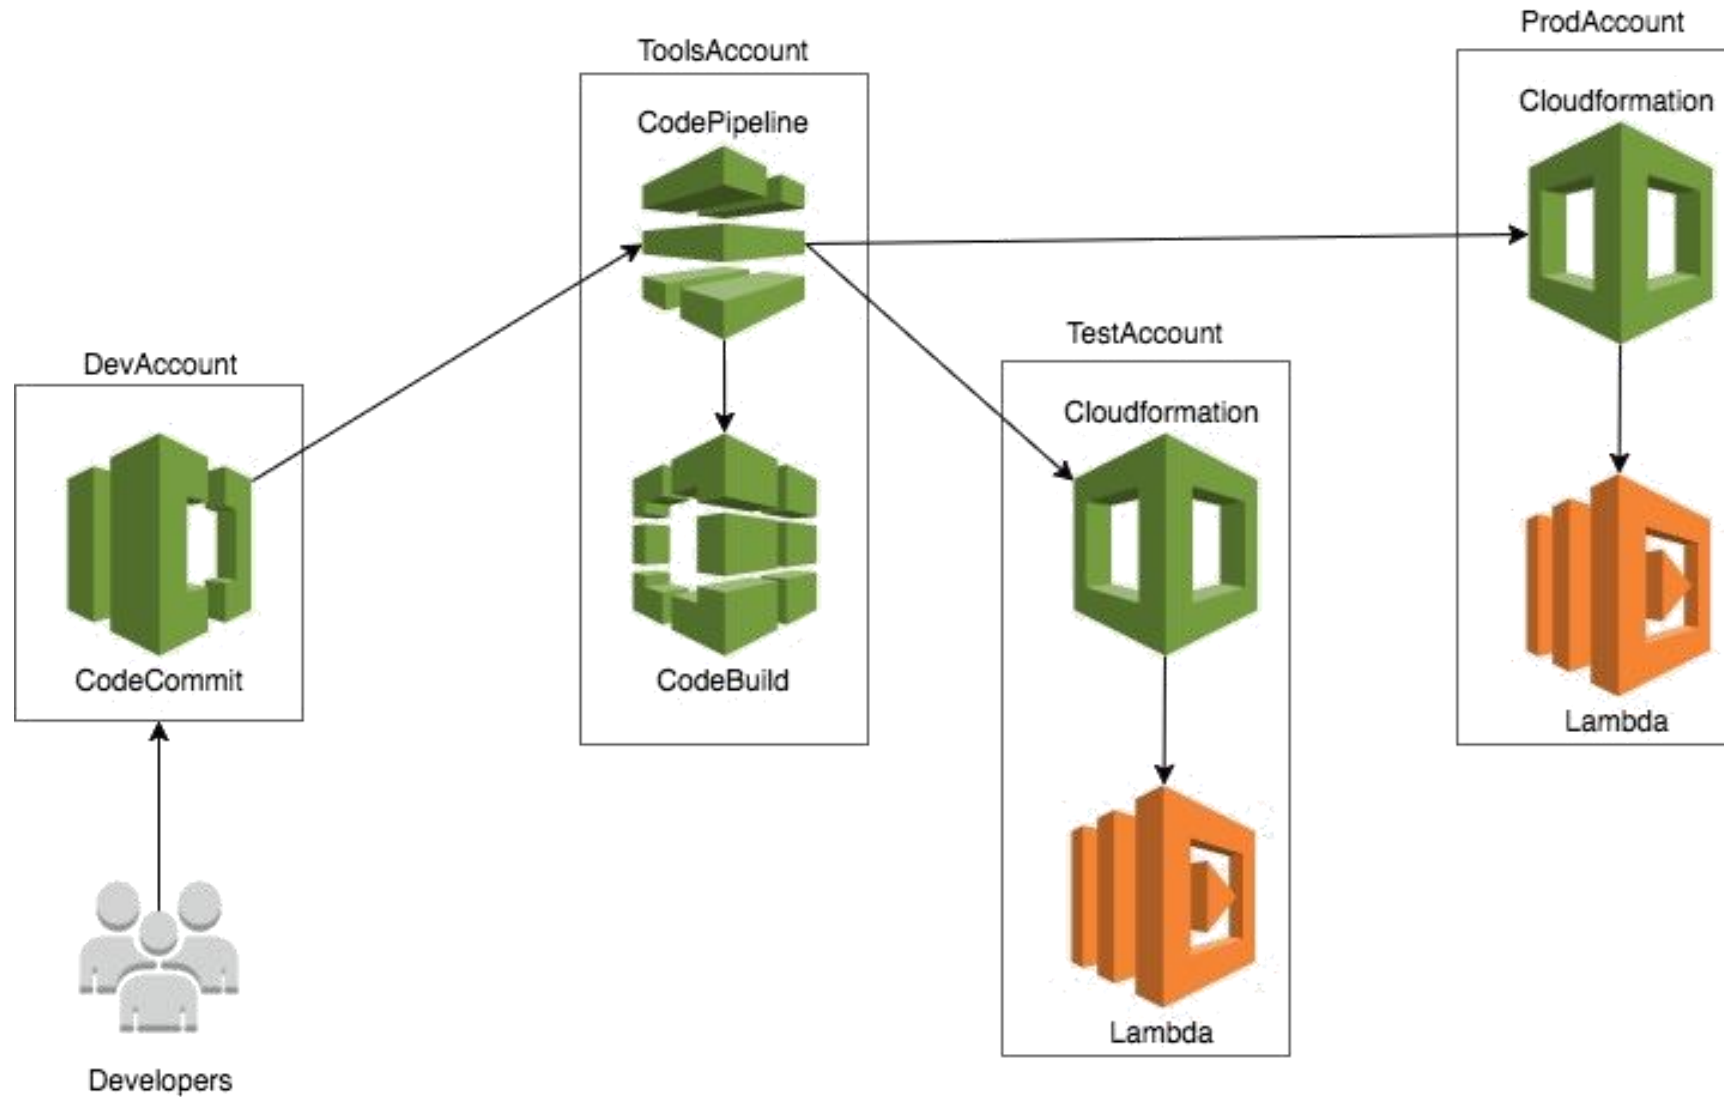 ProdAccount
ToolsAccount
Cloudformation
CodePipeline
TestAccount
DevAccount
Cloudformation
CodeCommit
CodeBuild
Lambda
Lambda
Developers